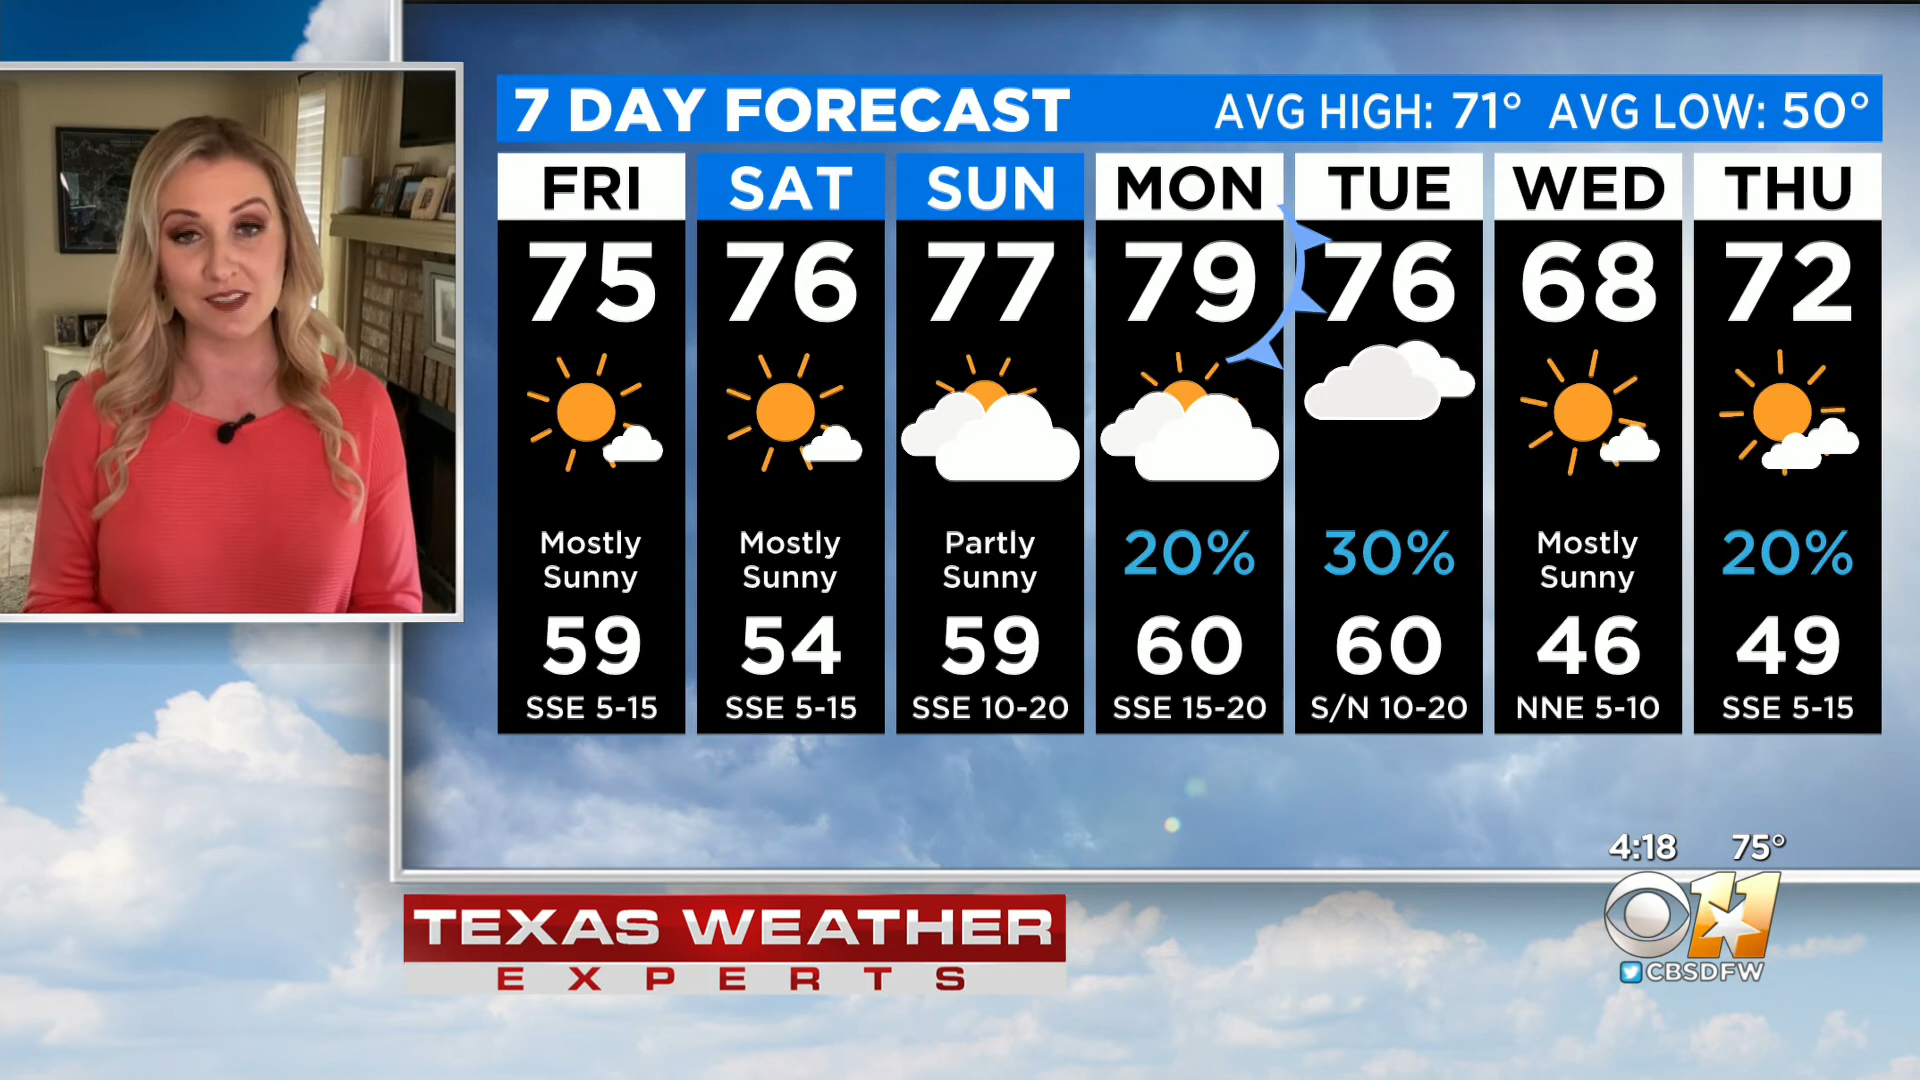 7 DAY FORECAST AVG HIGH: 71° AVG LOW: 50°
FRI SAT SUN MON TUE WED THU
75 76 77 79 76 68 72
Mostly Sunny
Mostly Sunny
Partly Sunny
20%
30%
Mostly Sunny
20%
59 54 59 60 60 46 49
SSE 5-15 SSE 5-15 SSE 10-20 SSE 15-20 S/N 10-20 NNE 5-10 SSE 5-15
4:18 75°
11
TEXAS WEATHER
EXPERTS
CBSDFW